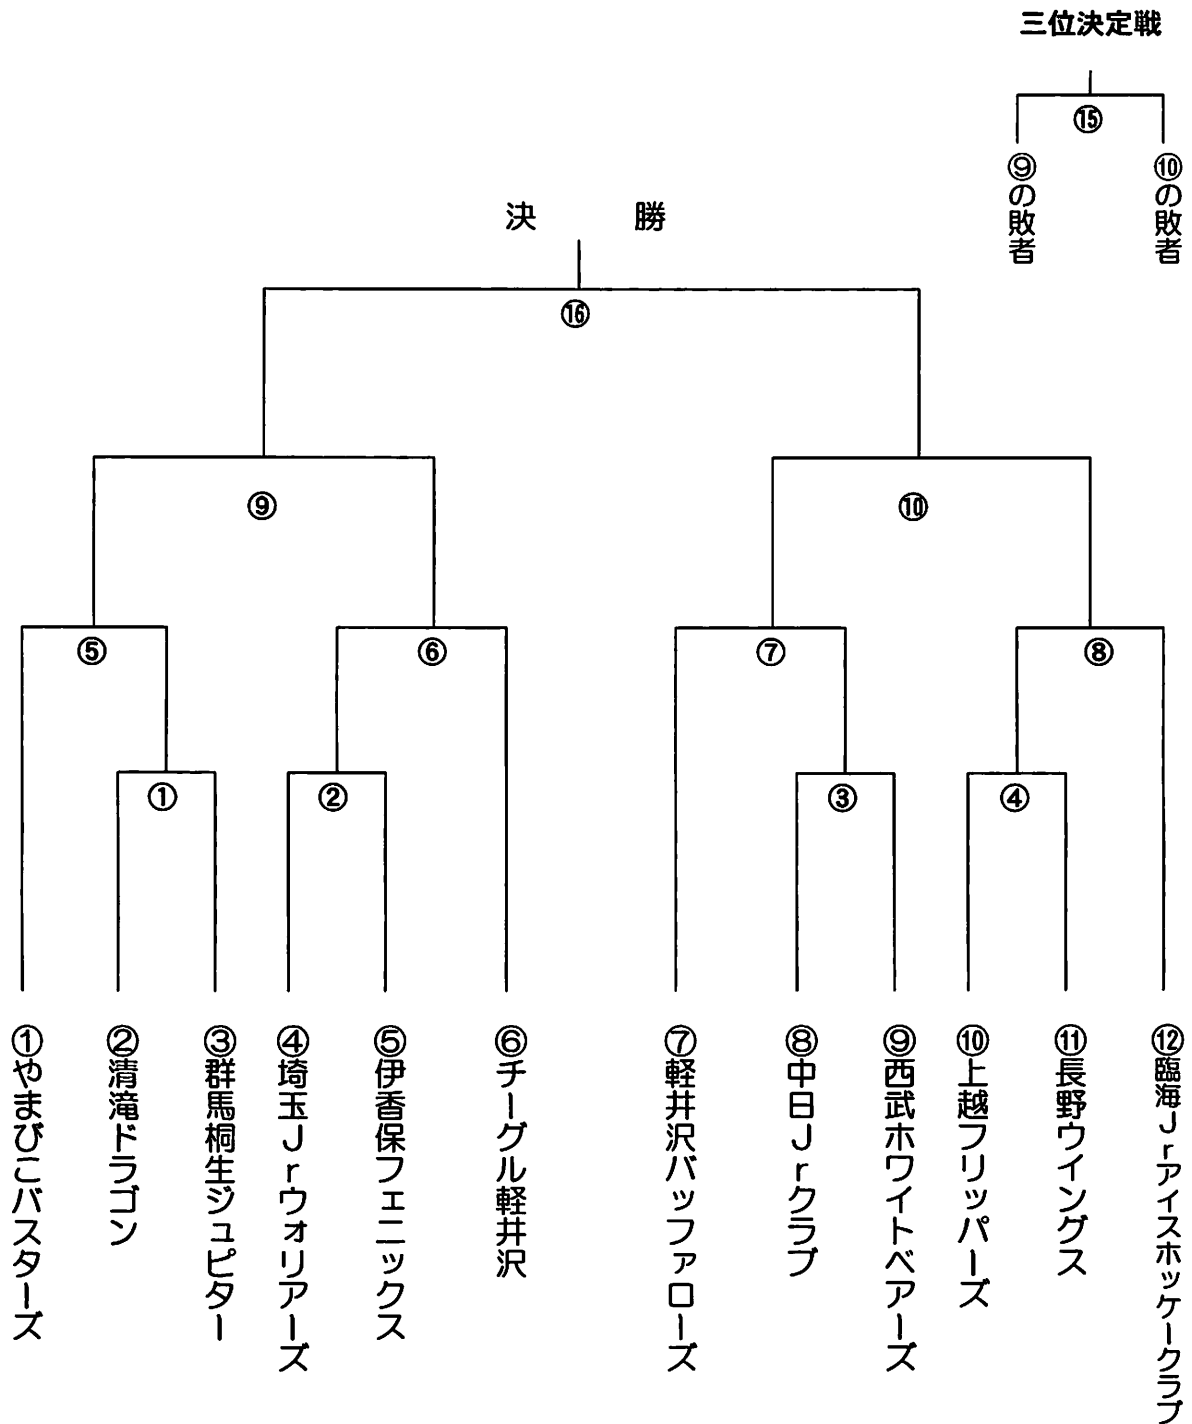 三位決定戦
⑮
⑨の敗者
⑩の敗者
決勝
⑯
⑨
⑩
⑤
⑥
⑦
⑧
①
②
③
④
①やまびこバスターズ
②清滝ドラゴン
③群馬桐生ジュピター
④埼玉Jrウォリアーズ
⑤伊香保フェニックス
⑥チーグル軽井沢
⑦軽井沢バッファローズ
⑧中日Jrクラブ
⑨西武ホワイトベアーズ
⑩上越フリッパーズ
⑪長野ウイングス
⑫臨海Jrアイスホッケークラブ